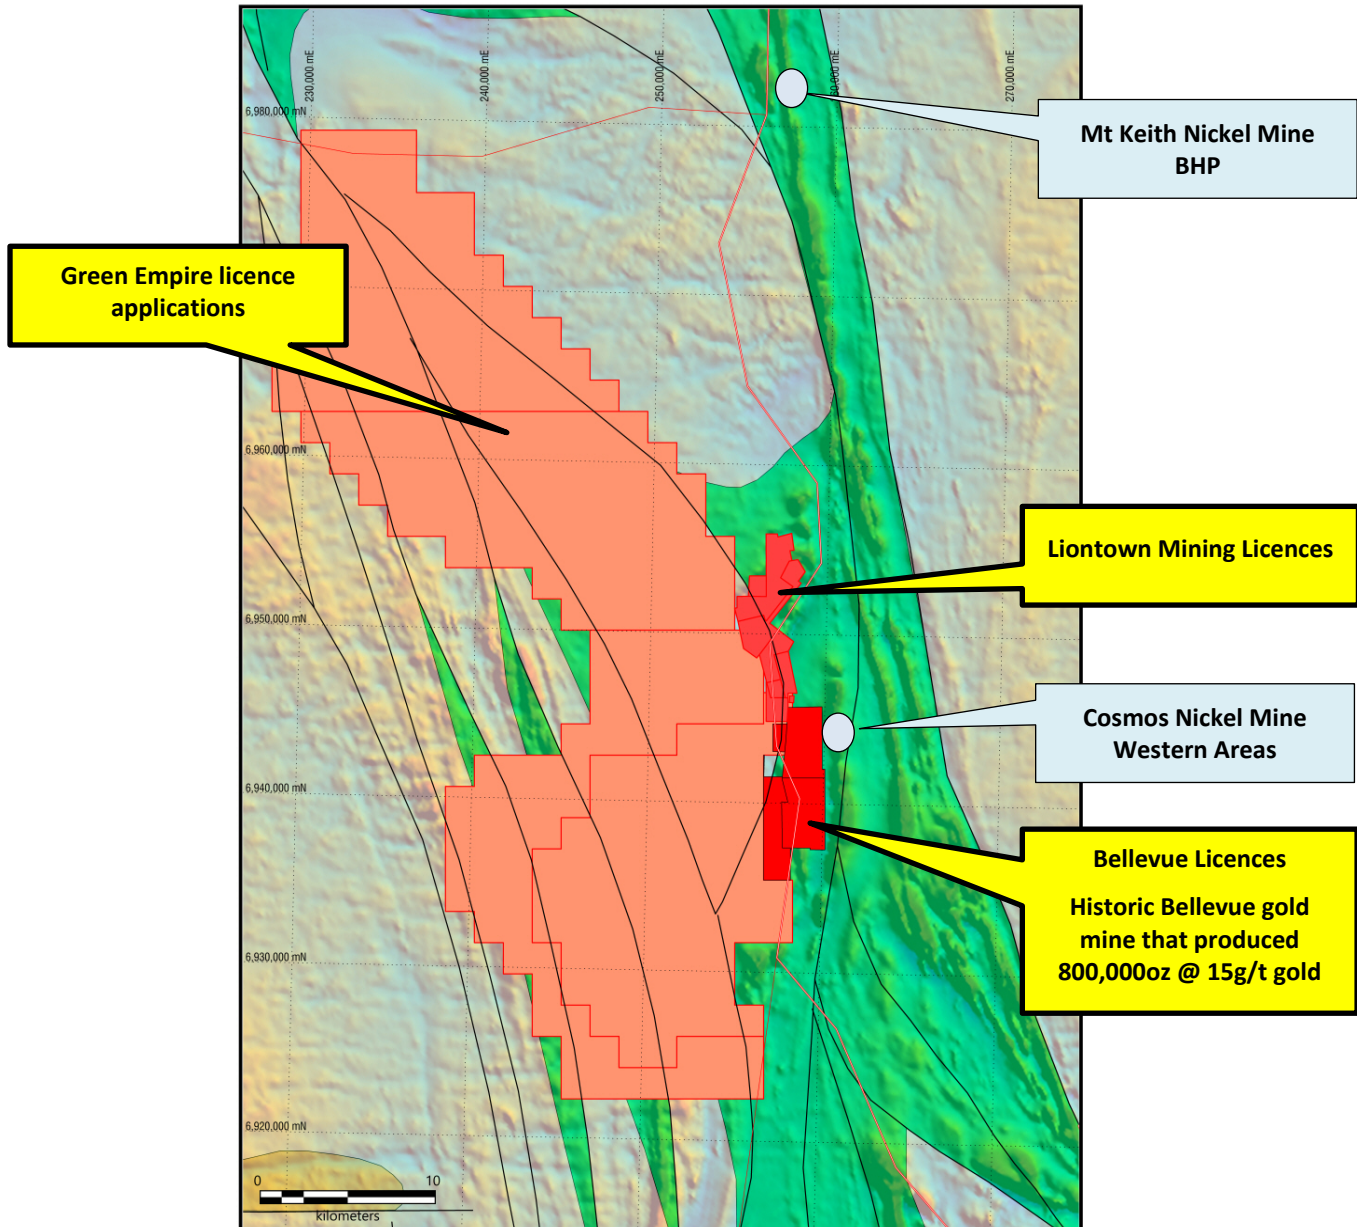 230,000 mE
240,000 mE
250,000 mE
60,000 mE
270,000 mE
6,980,000 mN
Mt Keith Nickel Mine
BHP
Green Empire licence
applications
6,960,000 mN
Liontown Mining Licences
6,950,000 mN
Cosmos Nickel Mine
Western Areas
6,940,000 mN
Bellevue Licences
Historic Bellevue gold
mine that produced
800,000oz @ 15g/t gold
6,930,000 mN
6,920,000 mN
0 10
kilometers